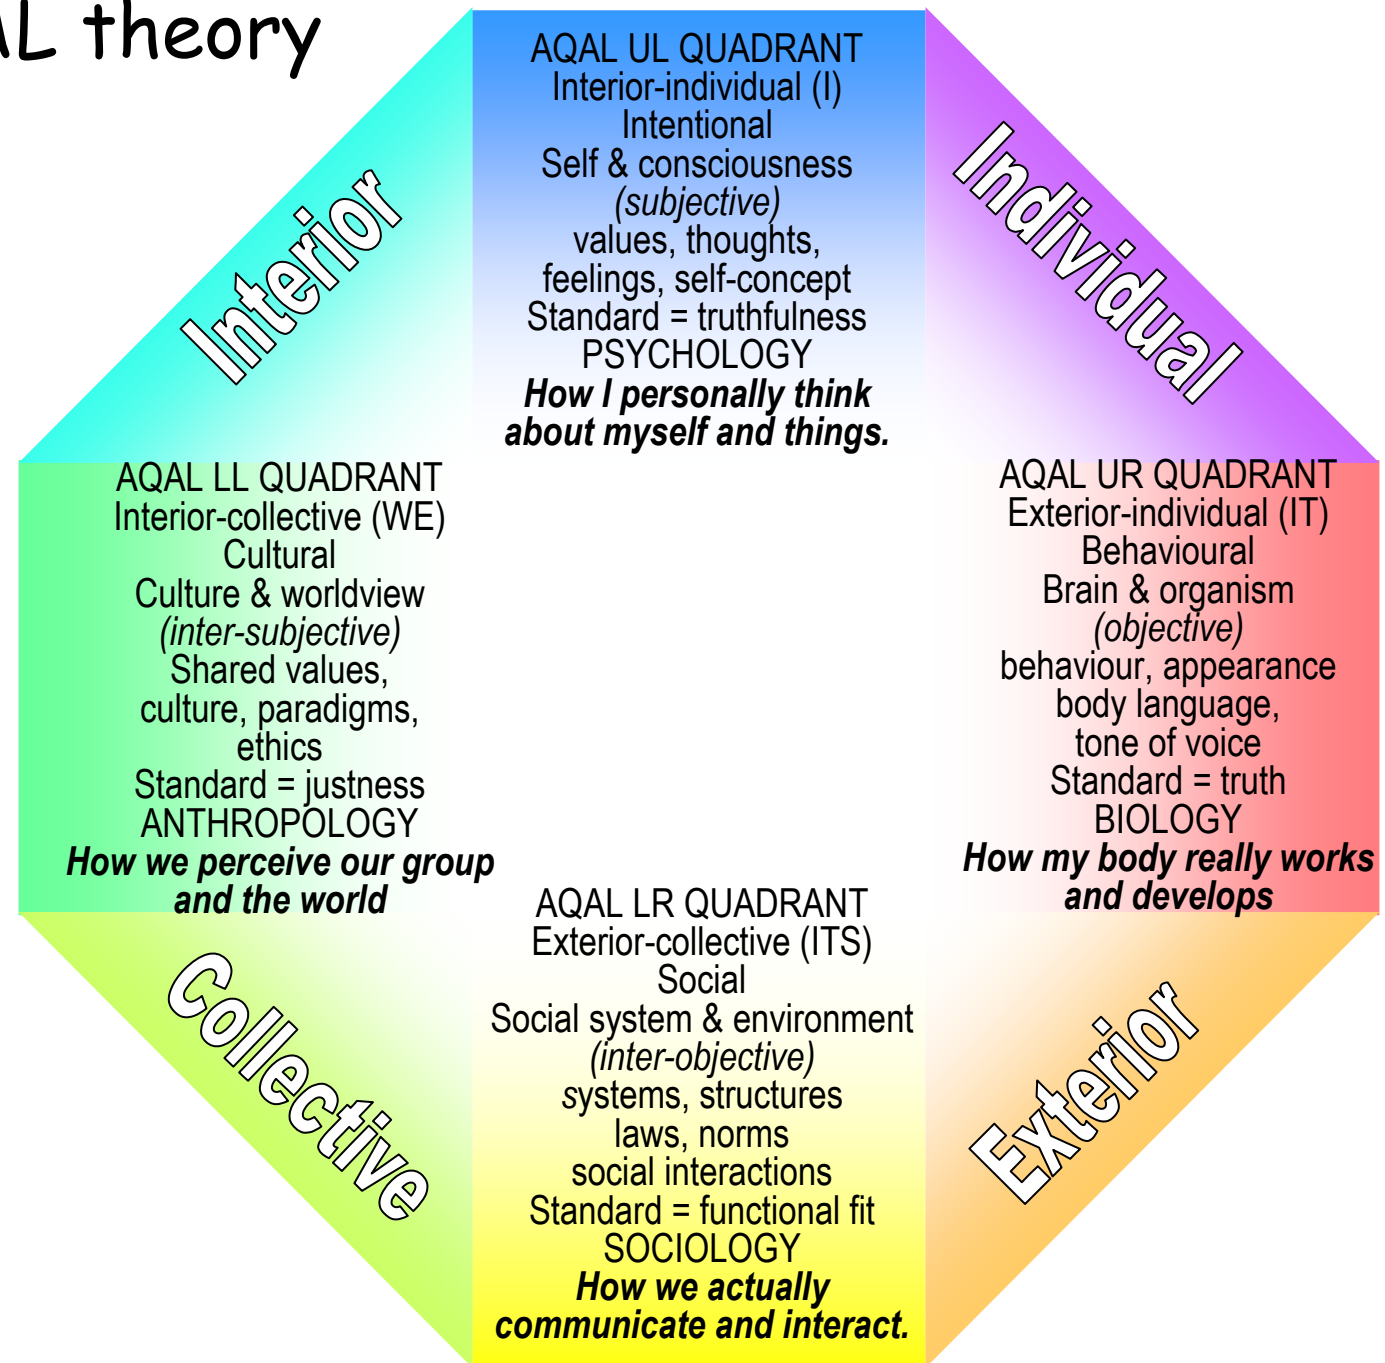 AL theory
AQAL UL QUADRANT
Interior-individual (I)
Intentional
Self & consciousness
(subjective)
values, thoughts,
feelings, self-concept
Standard = truthfulness
PSYCHOLOGY
How I personally think
about myself and things.
Interior
Individual
AQAL LL QUADRANT
Interior-collective (WE)
Cultural
Culture & worldview
(inter-subjective)
Shared values,
culture, paradigms,
ethics
Standard = justness
ANTHROPOLOGY
How we perceive our group
and the world
AQAL UR QUADRANT
Exterior-individual (IT)
Behavioural
Brain & organism
(objective)
behaviour, appearance
body language,
tone of voice
Standard = truth
BIOLOGY
How my body really works
and develops
AQAL LR QUADRANT
Exterior-collective (ITS)
Social
Social system & environment
(inter-objective)
systems, structures
laws, norms
social interactions
Standard = functional fit
SOCIOLOGY
How we actually
communicate and interact.
Collective
Exterior